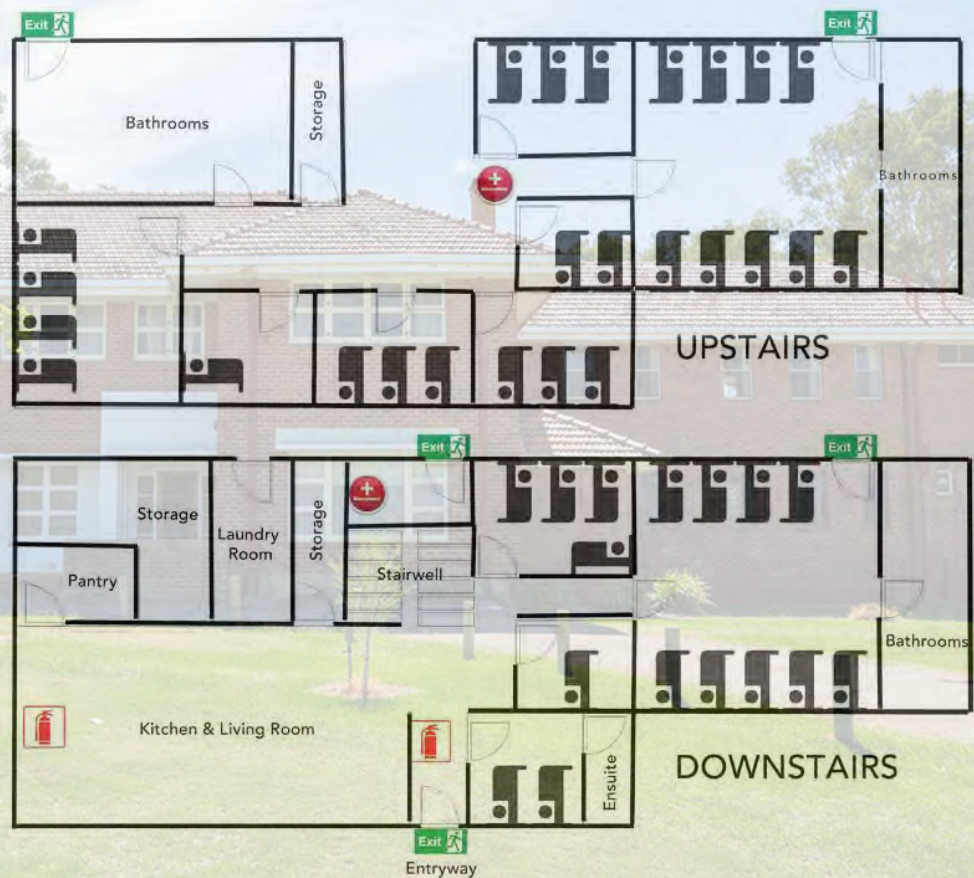 Exit
Exit
Bathrooms
Storage
Bathrooms
UPSTAIRS
Exit
Exit
Storage
Laundry
Room
Storage
Stairwell
Pantry
Bathrooms
Kitchen & Living Room
Ensuite
DOWNSTAIRS
Exit
Entryway